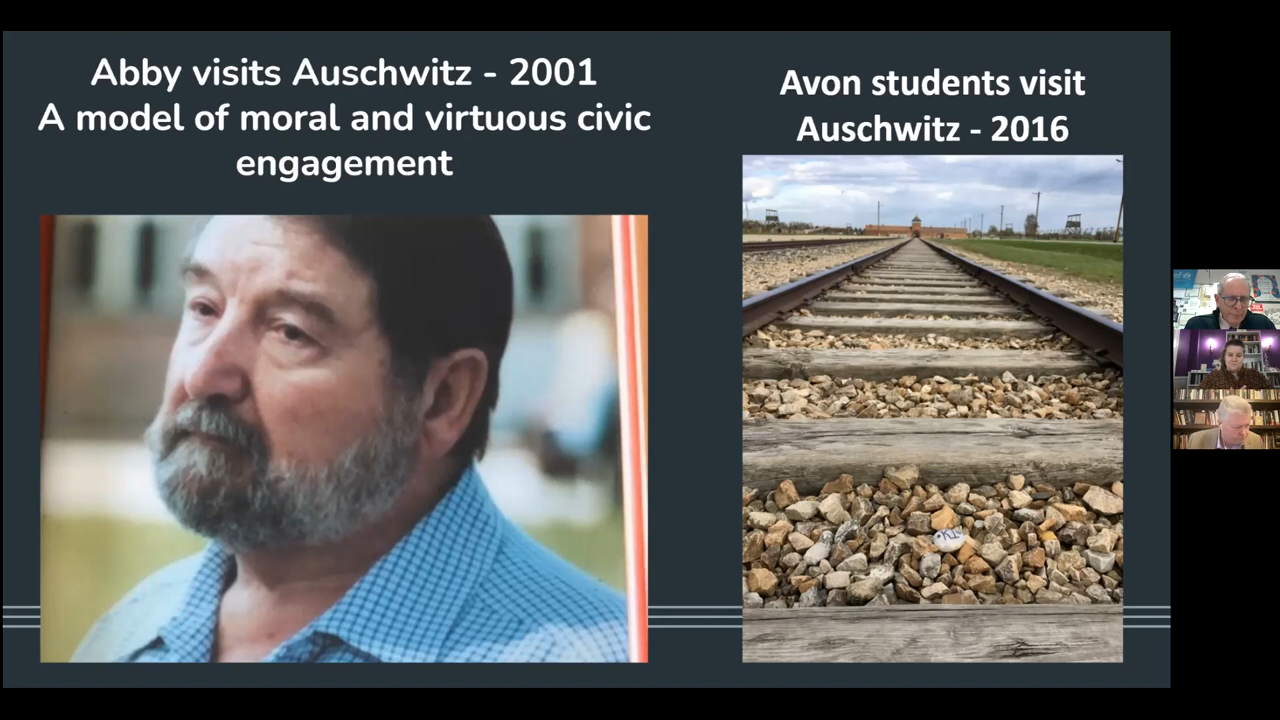 Abby visits Auschwitz - 2001
A model of moral and virtuous civic
engagement
Avon students visit
Auschwitz - 2016